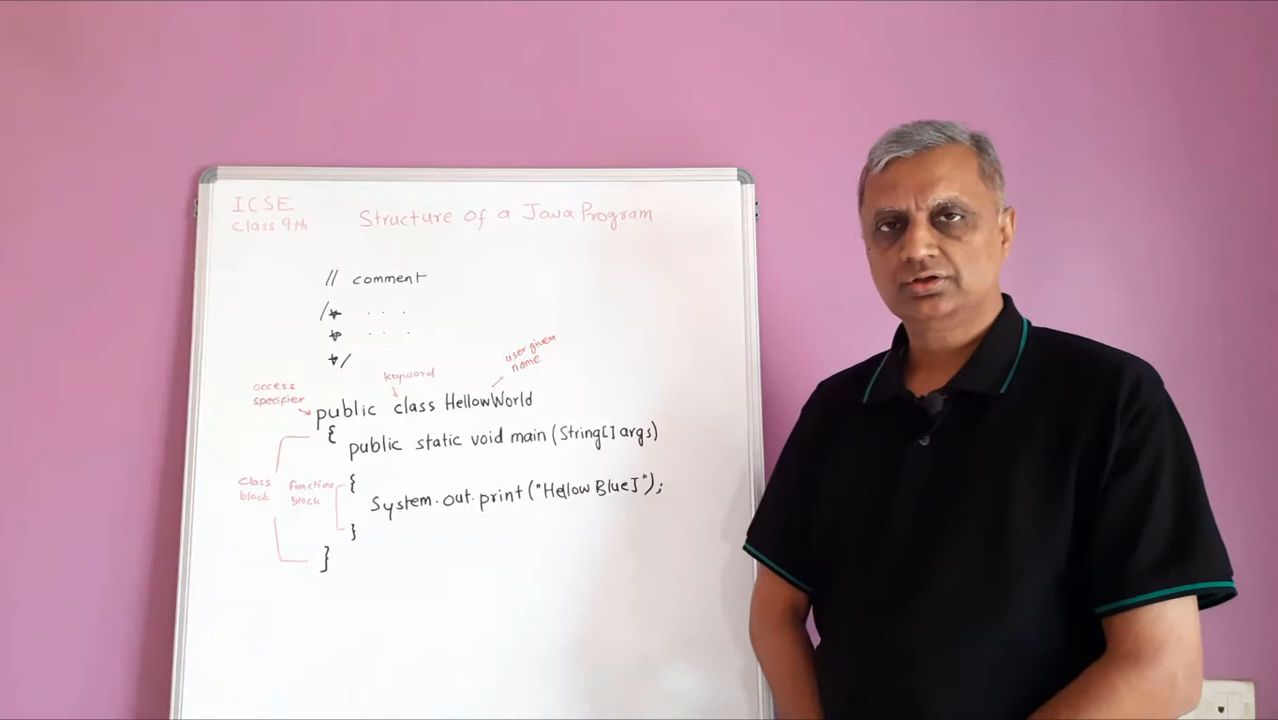 ICSE
Class 9th
Structure of a Java Program
// comment
/* . . .
* . . .
*/
user given
name
keyword
access
specifier
public class HellowWorld
{
public static void main (String[] args)
Class
block
function
block
{
System.out.print ("Hellow BlueJ");
}
}